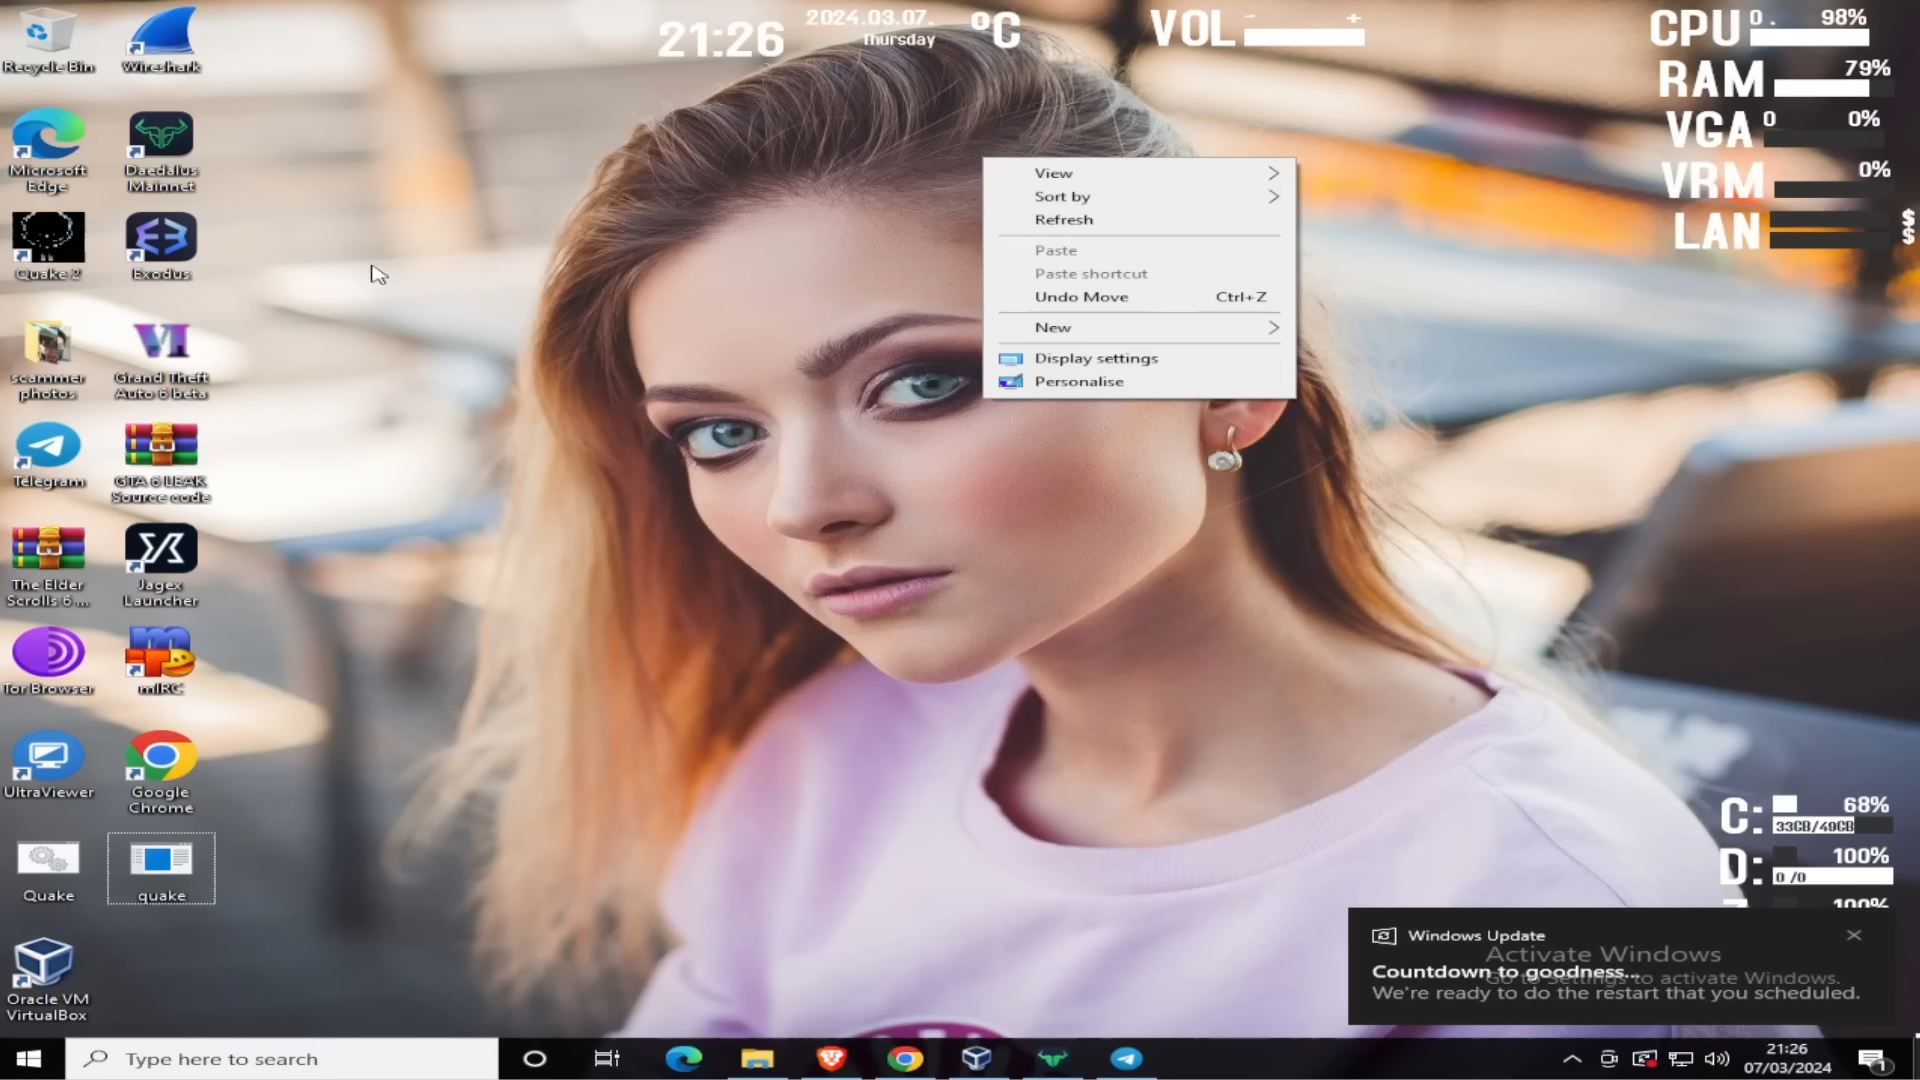 21:26
2024.03.07.
Thursday
°C
VOL
-
+
CPU
0 .
98%
RAM
79%
VGA
0
0%
VRM
0%
LAN
$
$
Recycle Bin
Wireshark
Microsoft
Edge
Daedalus
Mainnet
Quake 2
Exodus
scammer
photos
VI
Grand Theft
Auto 6 beta
Telegram
GTA 6 LEAK
Source code
The Elder
Scrolls 6 ...
Jagex
Launcher
Tor Browser
mIRC
UltraViewer
Google
Chrome
Quake
quake
Oracle VM
VirtualBox
View
Sort by
Refresh
Paste
Paste shortcut
Undo Move Ctrl+Z
New
Display settings
Personalise
C:
68%
33GB/49GB
D:
100%
0 /0
100%
Windows Update
Activate Windows
Countdown to goodness...
Go to Settings to activate Windows.
We're ready to do the restart that you scheduled.
Type here to search
21:26
07/03/2024
1